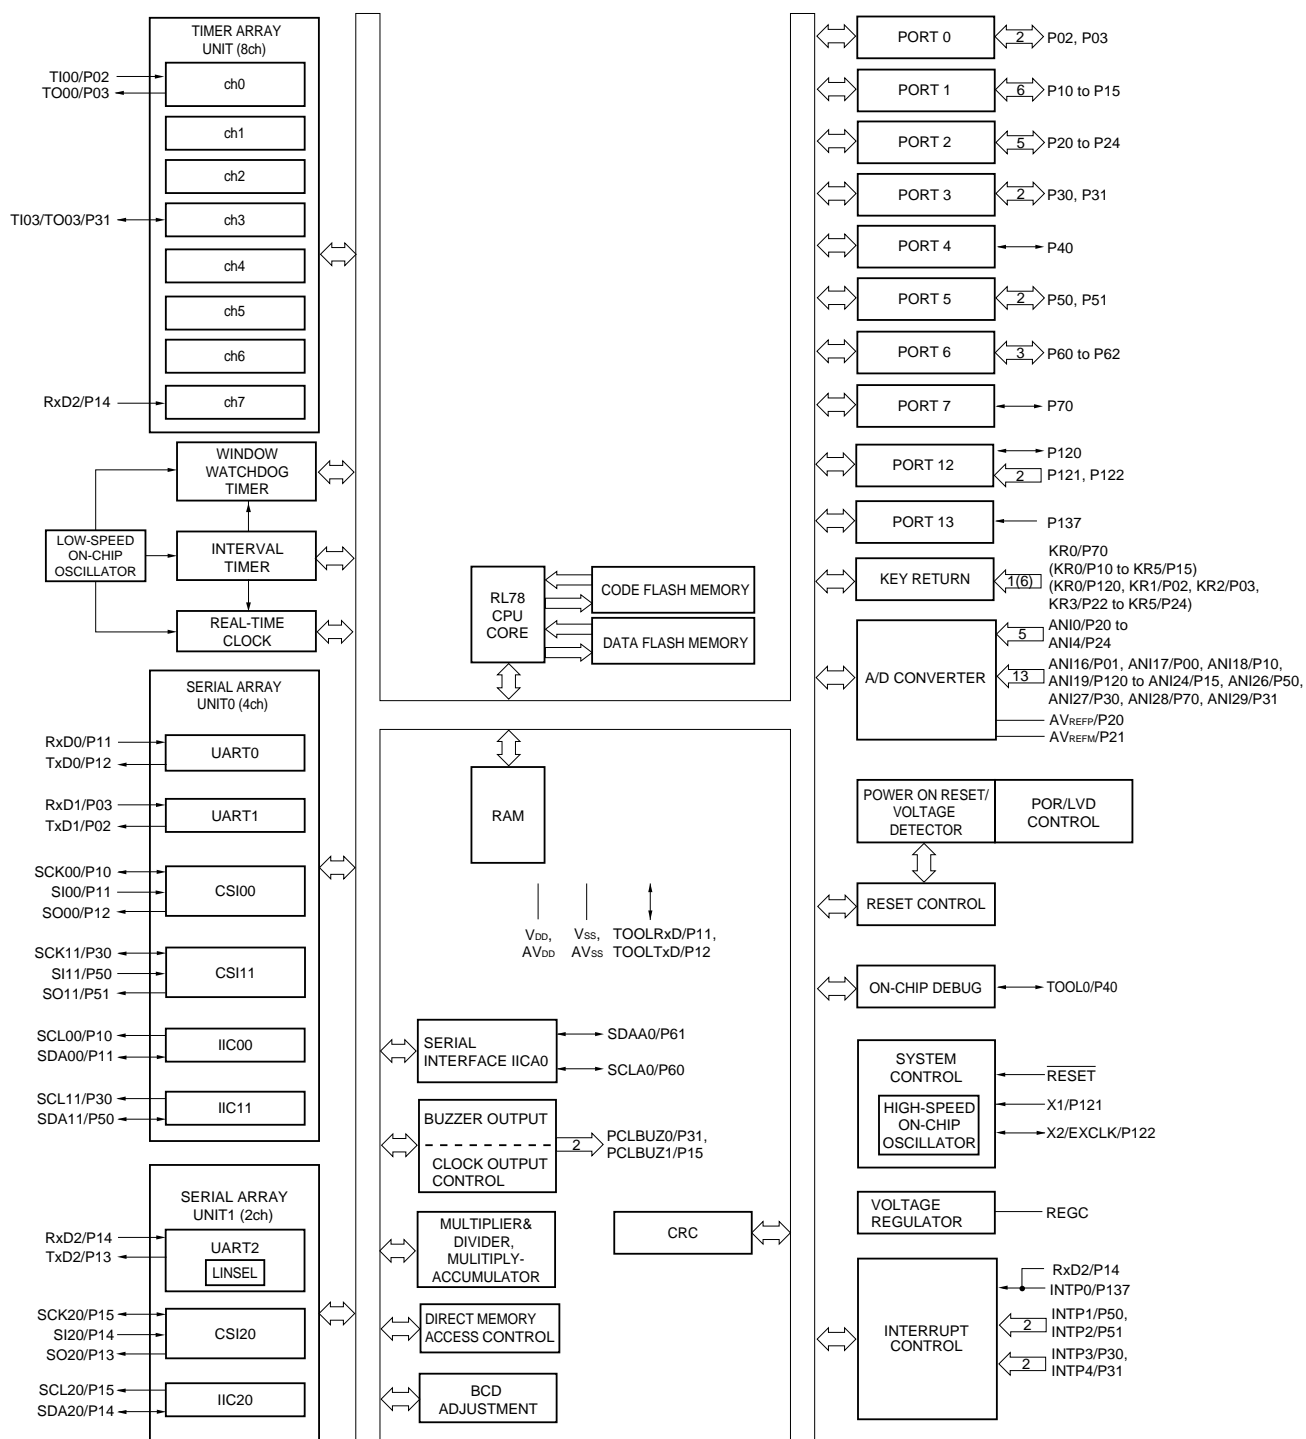 TIMER ARRAY
UNIT (8ch)
TI00/P02
TO00/P03
ch0
ch1
ch2
TI03/TO03/P31
ch3
ch4
ch5
ch6
RxD2/P14
ch7
WINDOW
WATCHDOG
TIMER
LOW-SPEED
ON-CHIP
OSCILLATOR
INTERVAL
TIMER
REAL-TIME
CLOCK
SERIAL ARRAY
UNIT0 (4ch)
RxD0/P11
TxD0/P12
UART0
RxD1/P03
TxD1/P02
UART1
SCK00/P10
SI00/P11
SO00/P12
CSI00
SCK11/P30
SI11/P50
SO11/P51
CSI11
SCL00/P10
SDA00/P11
IIC00
SCL11/P30
SDA11/P50
IIC11
SERIAL ARRAY
UNIT1 (2ch)
RxD2/P14
TxD2/P13
UART2
LINSEL
SCK20/P15
SI20/P14
SO20/P13
CSI20
SCL20/P15
SDA20/P14
IIC20
RL78
CPU
CORE
CODE FLASH MEMORY
DATA FLASH MEMORY
RAM
VDD,
AVDD
VSS,
AVSS
TOOLRxD/P11,
TOOLTxD/P12
SERIAL
INTERFACE IICA0
SDAA0/P61
SCLA0/P60
BUZZER OUTPUT
CLOCK OUTPUT
CONTROL
2
PCLBUZ0/P31,
PCLBUZ1/P15
MULTIPLIER&
DIVIDER,
MULITIPLY-
ACCUMULATOR
DIRECT MEMORY
ACCESS CONTROL
BCD
ADJUSTMENT
CRC
PORT 0
2
P02, P03
PORT 1
6
P10 to P15
PORT 2
5
P20 to P24
PORT 3
2
P30, P31
PORT 4
P40
PORT 5
2
P50, P51
PORT 6
3
P60 to P62
PORT 7
P70
PORT 12
P120
2
P121, P122
PORT 13
P137
KEY RETURN
1(6)
KR0/P70
(KR0/P10 to KR5/P15)
(KR0/P120, KR1/P02, KR2/P03,
KR3/P22 to KR5/P24)
A/D CONVERTER
5
ANI0/P20 to
ANI4/P24
13
ANI16/P01, ANI17/P00, ANI18/P10,
ANI19/P120 to ANI24/P15, ANI26/P50,
ANI27/P30, ANI28/P70, ANI29/P31
AVREFP/P20
AVREFM/P21
POWER ON RESET/
VOLTAGE
DETECTOR
POR/LVD
CONTROL
RESET CONTROL
ON-CHIP DEBUG
TOOL0/P40
SYSTEM
CONTROL
HIGH-SPEED
ON-CHIP
OSCILLATOR
RESET
X1/P121
X2/EXCLK/P122
VOLTAGE
REGULATOR
REGC
INTERRUPT
CONTROL
RxD2/P14
INTP0/P137
2
INTP1/P50,
INTP2/P51
2
INTP3/P30,
INTP4/P31